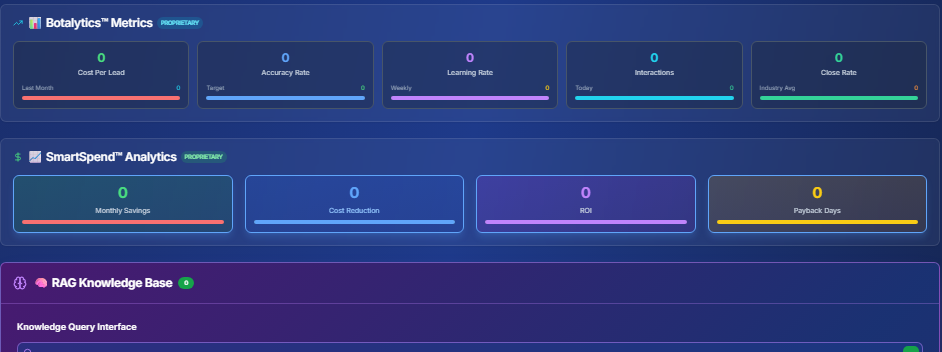 Botalytics™ Metrics PROPRIETARY
0 0 0 0 0
Cost Per Lead Accuracy Rate Learning Rate Interactions Close Rate
Last Month 0 Target 0 Weekly 0 Today 0 Industry Avg 0
$ SmartSpend™ Analytics PROPRIETARY
0 0 0 0
Monthly Savings Cost Reduction ROI Payback Days
RAG Knowledge Base 0
Knowledge Query Interface